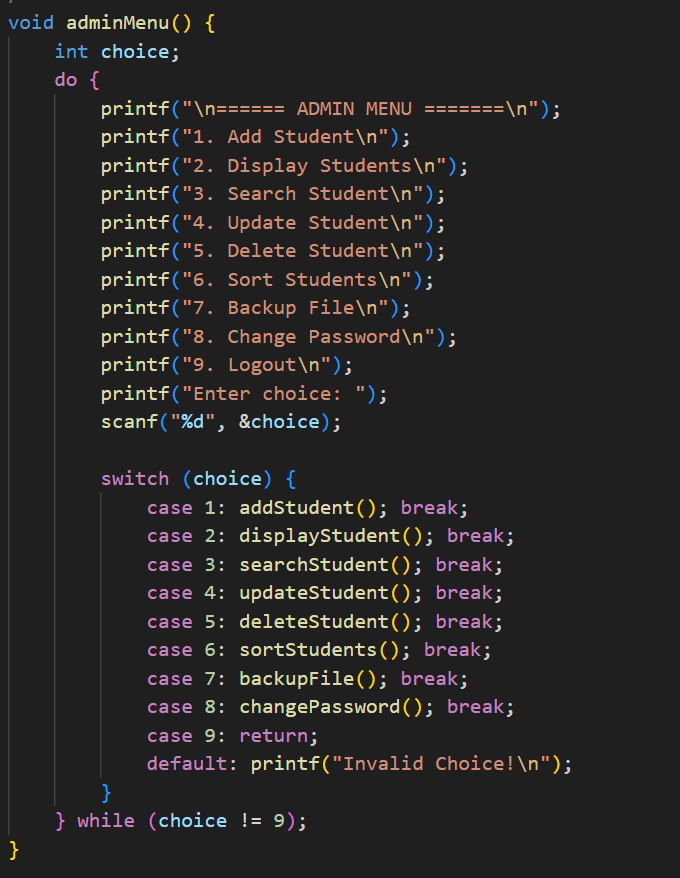 void adminMenu() {
    int choice;
    do {
        printf("\n====== ADMIN MENU =======\n");
        printf("1. Add Student\n");
        printf("2. Display Students\n");
        printf("3. Search Student\n");
        printf("4. Update Student\n");
        printf("5. Delete Student\n");
        printf("6. Sort Students\n");
        printf("7. Backup File\n");
        printf("8. Change Password\n");
        printf("9. Logout\n");
        printf("Enter choice: ");
        scanf("%d", &choice);

        switch (choice) {
            case 1: addStudent(); break;
            case 2: displayStudent(); break;
            case 3: searchStudent(); break;
            case 4: updateStudent(); break;
            case 5: deleteStudent(); break;
            case 6: sortStudents(); break;
            case 7: backupFile(); break;
            case 8: changePassword(); break;
            case 9: return;
            default: printf("Invalid Choice!\n");
        }
    } while (choice != 9);
}